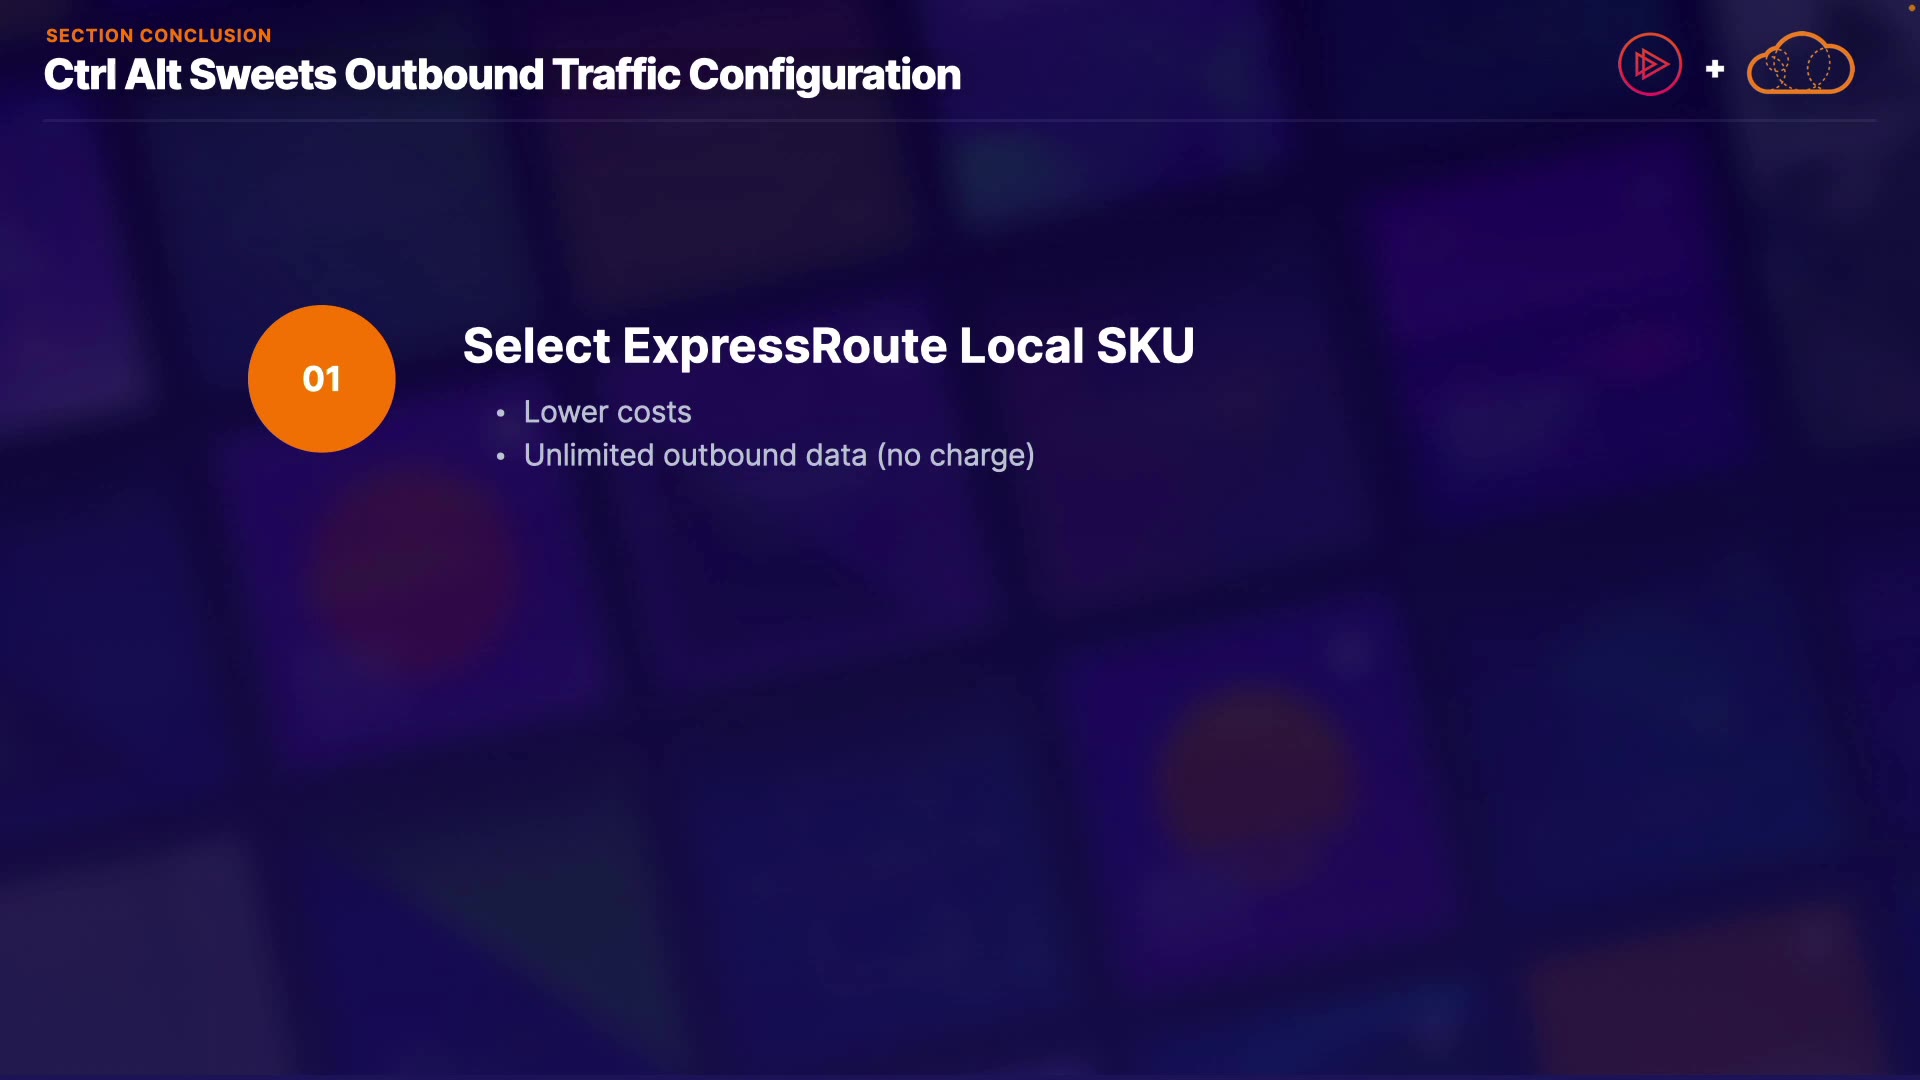 SECTION CONCLUSION
Ctrl Alt Sweets Outbound Traffic Configuration
+
01
Select ExpressRoute Local SKU
• Lower costs
• Unlimited outbound data (no charge)